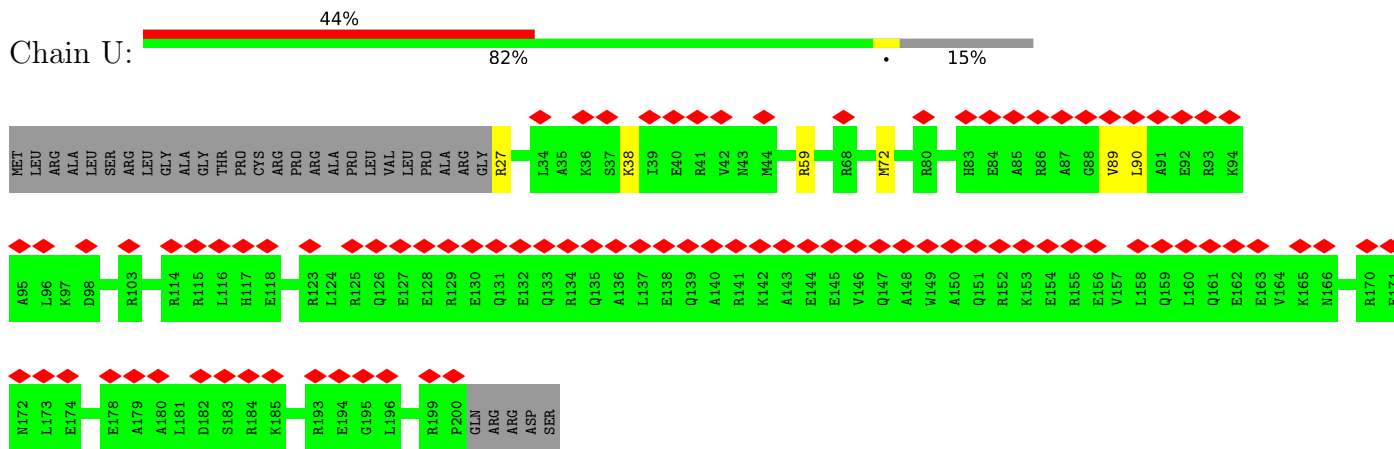 44%
Chain U:
82% • 15%
MET LEU ARG ALA LEU SER ARG LEU GLY ALA GLY THR PRO CYS ARG PRO ARG ALA PRO LEU VAL LEU PRO ALA ARG GLY R27 L34 A35 K36 S37 K38 I39 E40 R41 V42 N43 M44 R59 R68 M72 R80 H83 E84 A85 R86 A87 G88 V89 L90 A91 E92 R93 K94
A95 L96 K97 D98 R103 R114 R115 L116 H117 E118 R123 L124 R125 Q126 E127 E128 R129 E130 Q131 E132 Q133 R134 Q135 A136 L137 E138 Q139 A140 R141 K142 A143 E144 E145 V146 Q147 A148 W149 A150 Q151 R152 K153 E154 R155 E156 V157 L158 Q159 L160 Q161 E162 E163 V164 K165 N166 R170
N172 L173 E174 E178 A179 A180 L181 D182 S183 R184 K185 R193 E194 G195 L196 R199 P200 GLN ARG ARG ASP SER